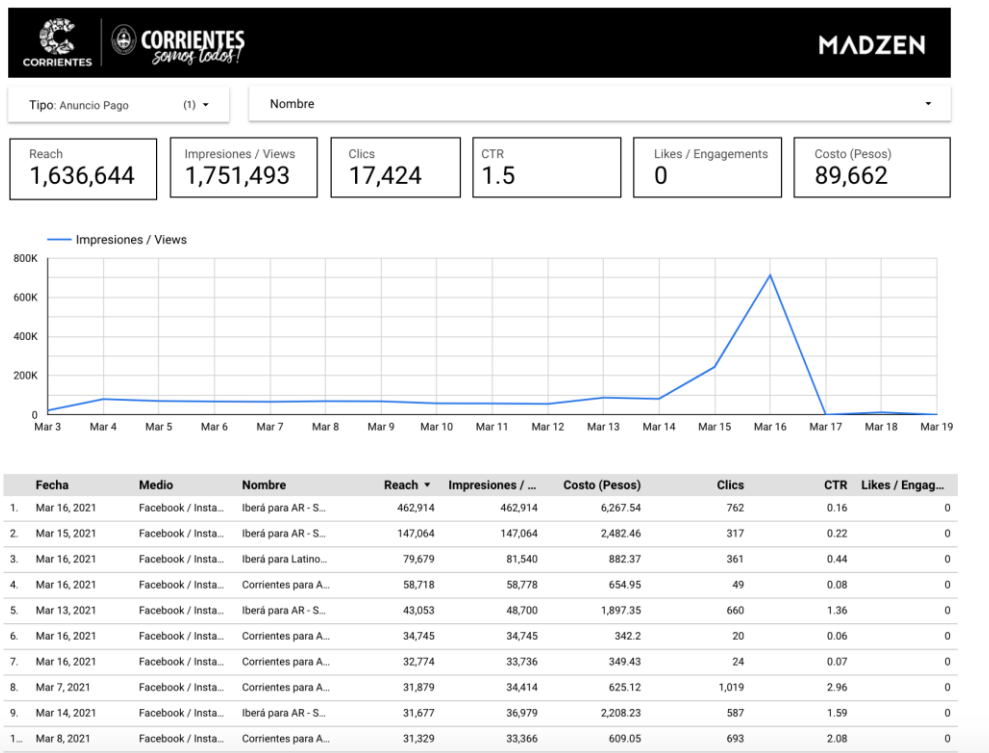 CORRIENTES
CORRIENTES
somos todos!
MADZEN
Tipo: Anuncio Pago (1)
Nombre
Reach Impresiones / Views Clics CTR Likes / Engagements Costo (Pesos)
1,636,644 1,751,493 17,424 1.5 0 89,662
Impresiones / Views
800K
600K
400K
200K
0
Mar 3 Mar 4 Mar 5 Mar 6 Mar 7 Mar 8 Mar 9 Mar 10 Mar 11 Mar 12 Mar 13 Mar 14 Mar 15 Mar 16 Mar 17 Mar 18 Mar 19
Fecha Medio Nombre Reach Impresiones / ... Costo (Pesos) Clics CTR Likes / Engag...
1. Mar 16, 2021 Facebook / Insta... Iberá para AR - S... 462,914 462,914 6,267.54 762 0.16 0
2. Mar 15, 2021 Facebook / Insta... Iberá para AR - S... 147,064 147,064 2,482.46 317 0.22 0
3. Mar 16, 2021 Facebook / Insta... Iberá para Latino... 79,679 81,540 882.37 361 0.44 0
4. Mar 16, 2021 Facebook / Insta... Corrientes para A... 58,718 58,778 654.95 49 0.08 0
5. Mar 13, 2021 Facebook / Insta... Iberá para AR - S... 43,053 48,700 1,897.35 660 1.36 0
6. Mar 16, 2021 Facebook / Insta... Corrientes para A... 34,745 34,745 342.2 20 0.06 0
7. Mar 16, 2021 Facebook / Insta... Corrientes para A... 32,774 33,736 349.43 24 0.07 0
8. Mar 7, 2021 Facebook / Insta... Corrientes para A... 31,879 34,414 625.12 1,019 2.96 0
9. Mar 14, 2021 Facebook / Insta... Iberá para AR - S... 31,677 36,979 2,208.23 587 1.59 0
1... Mar 8, 2021 Facebook / Insta... Corrientes para A... 31,329 33,366 609.05 693 2.08 0